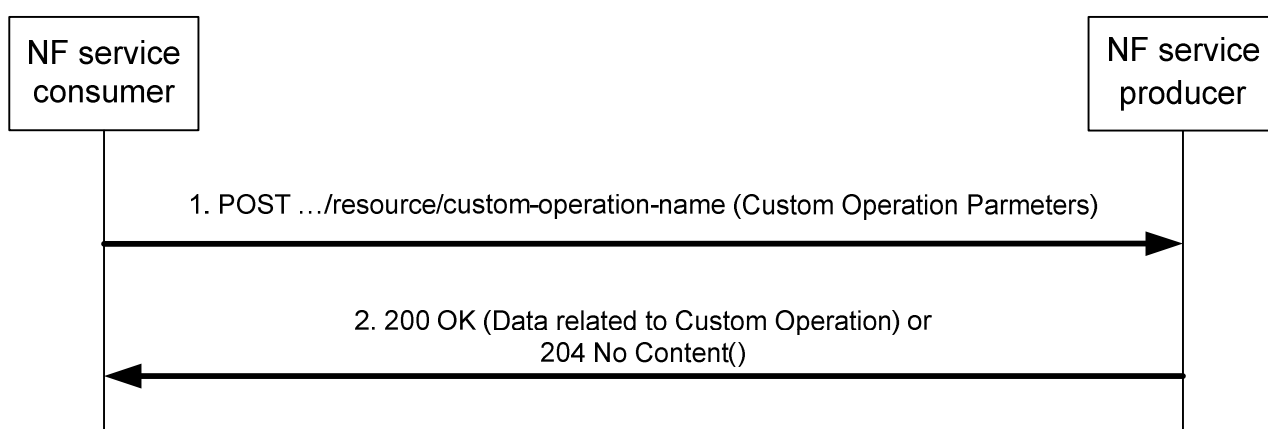 NF service
consumer
NF service
producer
1. POST …/resource/custom-operation-name (Custom Operation Parmeters)
2. 200 OK (Data related to Custom Operation) or
204 No Content()